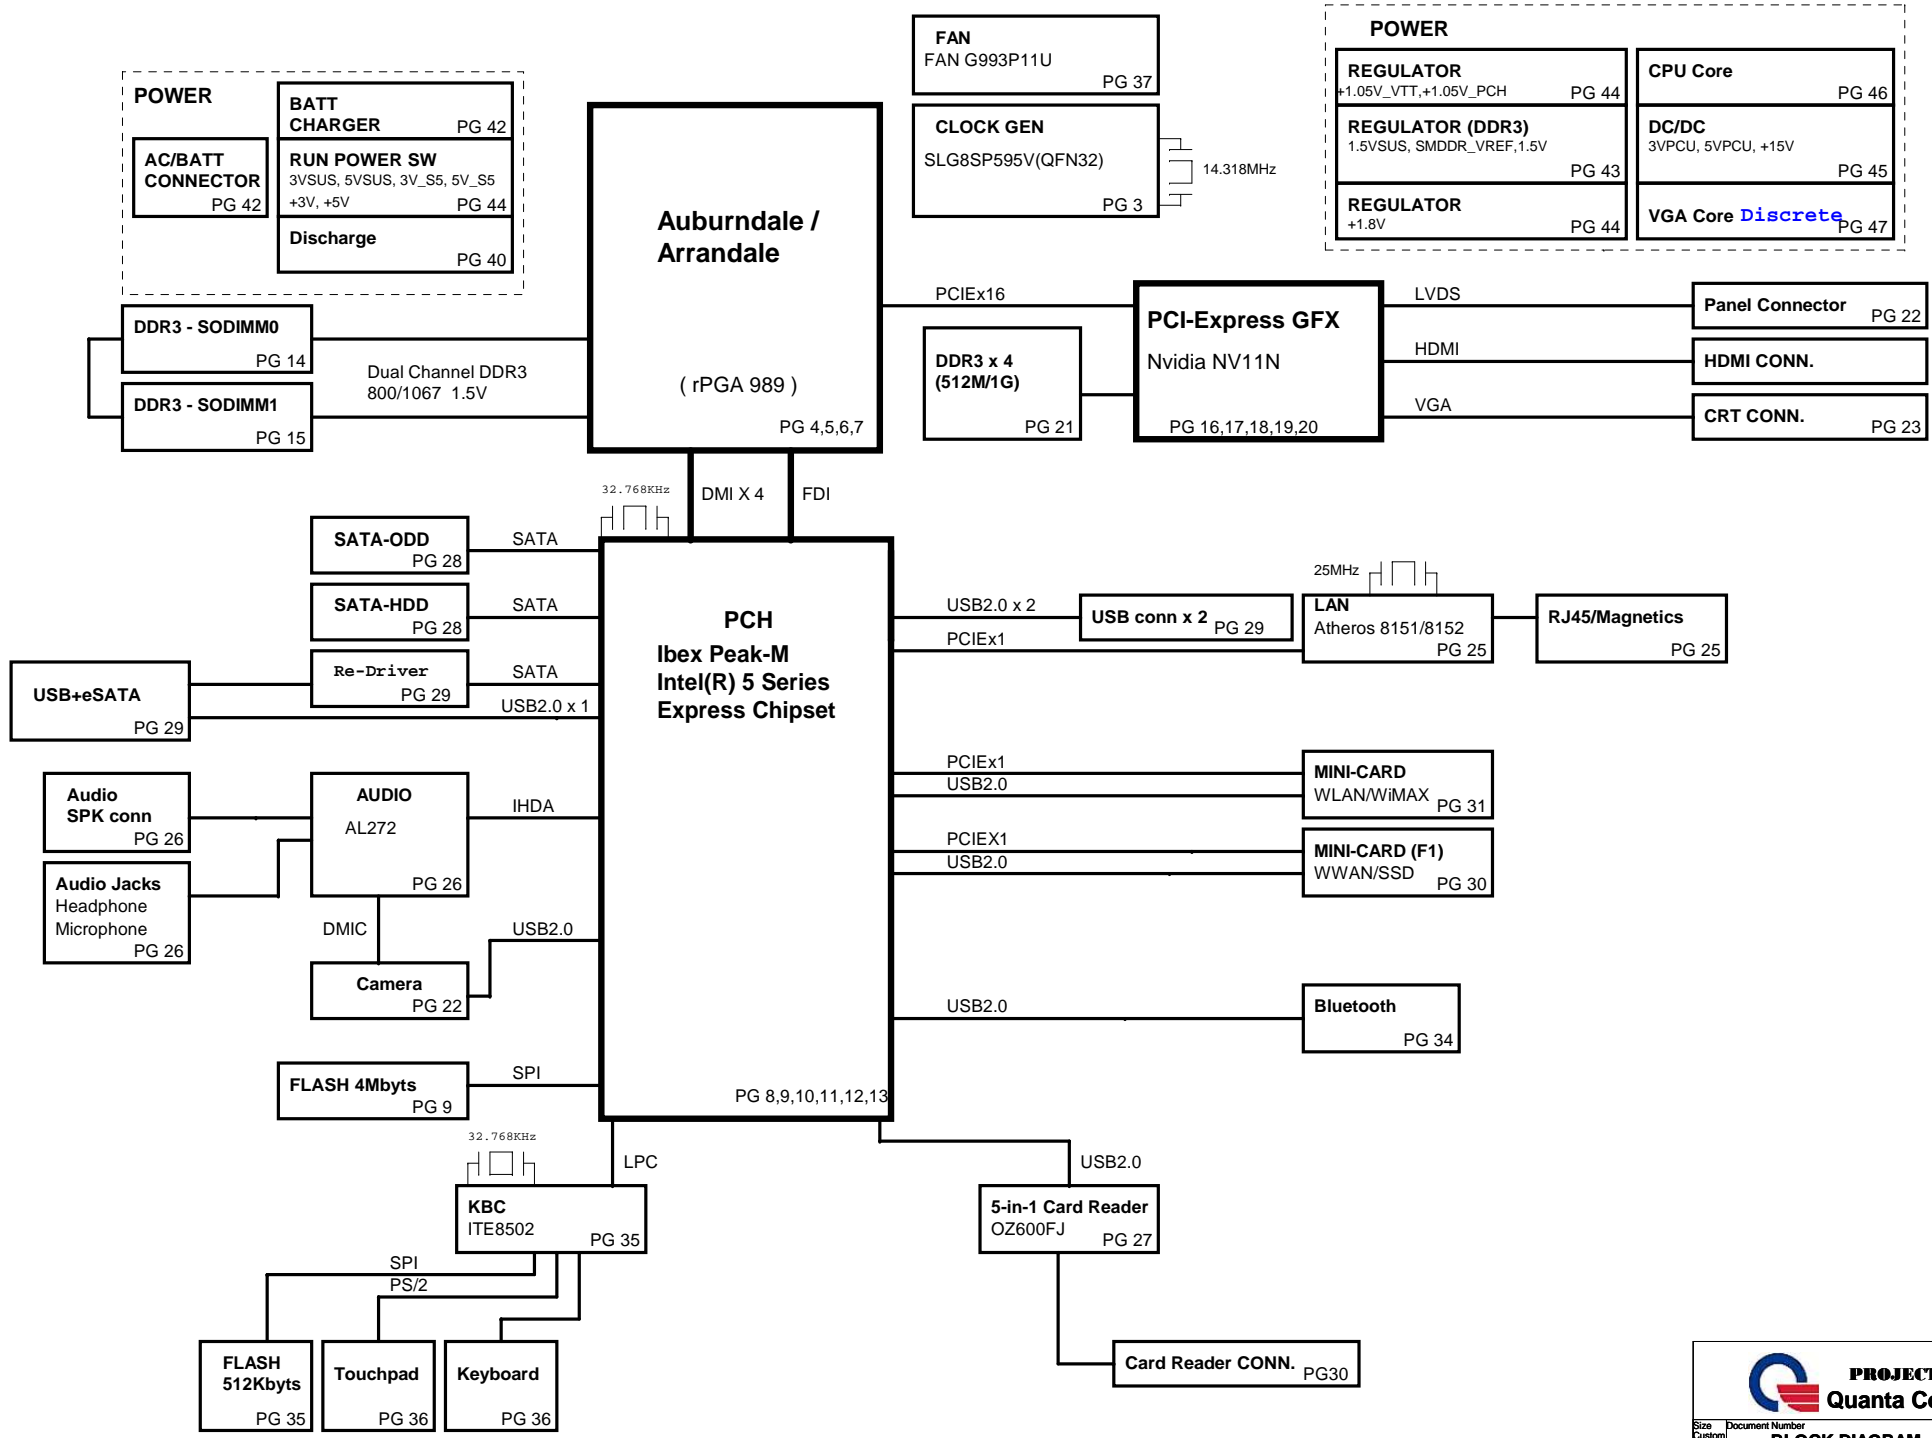 FAN
FAN G993P11U
PG 37
CLOCK GEN
SLG8SP595V(QFN32)
PG 3
14.318MHz
POWER
REGULATOR
+1.05V_VTT,+1.05V_PCH
PG 44
REGULATOR (DDR3)
1.5VSUS, SMDDR_VREF,1.5V
PG 43
REGULATOR
+1.8V
PG 44
CPU Core
PG 46
DC/DC
3VPCU, 5VPCU, +15V
PG 45
VGA Core Discrete
PG 47
POWER
AC/BATT
CONNECTOR
PG 42
BATT
CHARGER
PG 42
RUN POWER SW
3VSUS, 5VSUS, 3V_S5, 5V_S5
+3V, +5V
PG 44
Discharge
PG 40
Auburndale /
Arrandale
( rPGA 989 )
PG 4,5,6,7
DDR3 - SODIMM0
PG 14
DDR3 - SODIMM1
PG 15
Dual Channel DDR3
800/1067 1.5V
PCIEx16
DDR3 x 4
(512M/1G)
PG 21
PCI-Express GFX
Nvidia NV11N
PG 16,17,18,19,20
LVDS
HDMI
VGA
Panel Connector
PG 22
HDMI CONN.
CRT CONN.
PG 23
32.768KHz
DMI X 4
FDI
SATA-ODD
PG 28
SATA
SATA-HDD
PG 28
SATA
Re-Driver
PG 29
SATA
USB+eSATA
PG 29
USB2.0 x 1
PCH
Ibex Peak-M
Intel(R) 5 Series
Express Chipset
PG 8,9,10,11,12,13
USB2.0 x 2
USB conn x 2
PG 29
PCIEx1
25MHz
LAN
Atheros 8151/8152
PG 25
RJ45/Magnetics
PG 25
Audio
SPK conn
PG 26
Audio Jacks
Headphone
Microphone
PG 26
AUDIO
AL272
PG 26
IHDA
DMIC
Camera
PG 22
USB2.0
PCIEx1
USB2.0
MINI-CARD
WLAN/WiMAX
PG 31
PCIEX1
USB2.0
MINI-CARD (F1)
WWAN/SSD
PG 30
USB2.0
Bluetooth
PG 34
FLASH 4Mbyts
PG 9
SPI
32.768KHz
LPC
KBC
ITE8502
PG 35
SPI
PS/2
FLASH
512Kbyts
PG 35
Touchpad
PG 36
Keyboard
PG 36
USB2.0
5-in-1 Card Reader
OZ600FJ
PG 27
Card Reader CONN.
PG30
PROJECT
Quanta Co
Size
Custom
Document Number
BLOCK DIAGRAM